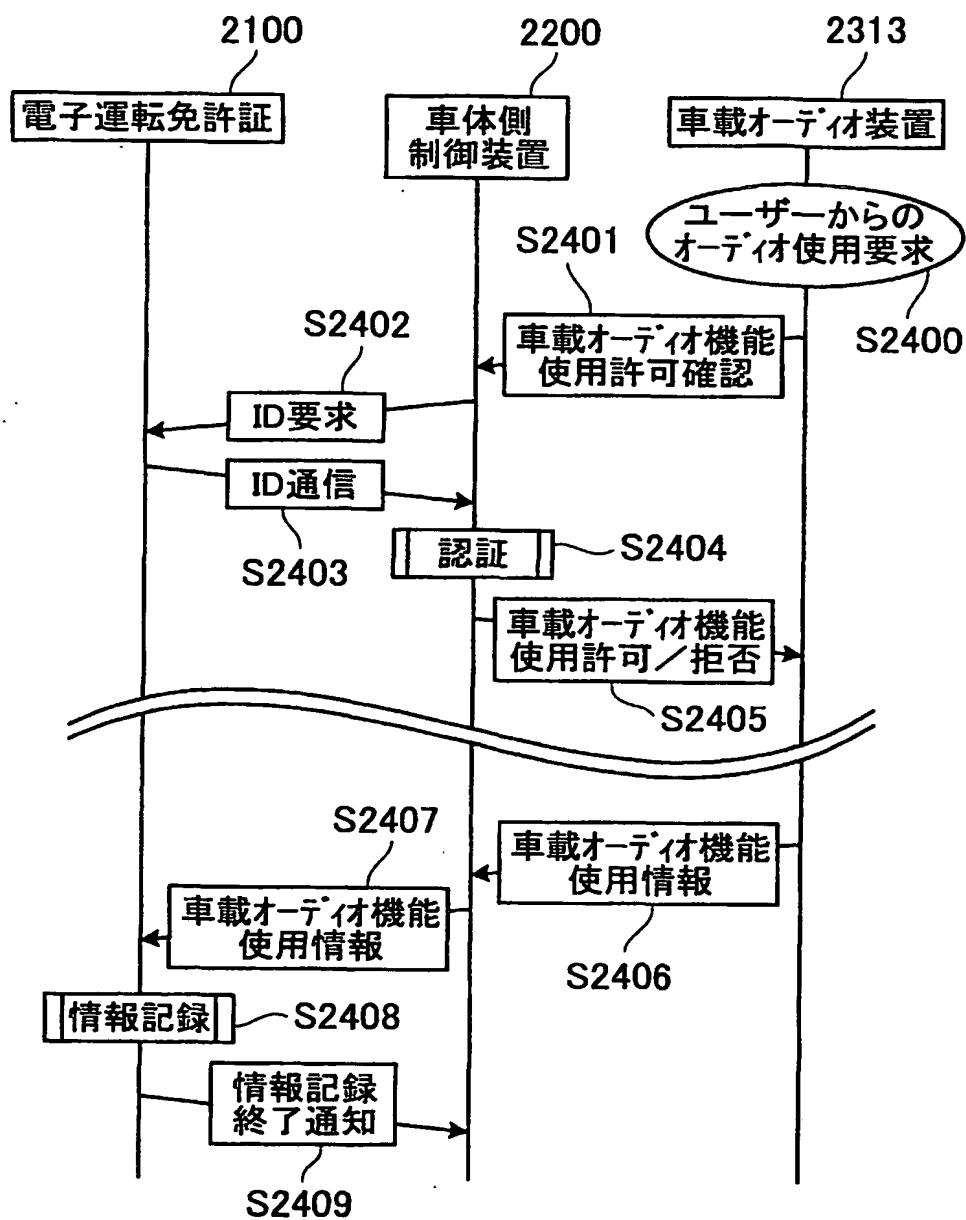 2100
2200
2313
電子運転免許証
車体側
制御装置
車載オーディオ装置
ユーザーからの
オーディオ使用要求
S2400
S2401
車載オーディオ機能
使用許可確認
S2402
ID要求
ID通信
S2403
認証
S2404
車載オーディオ機能
使用許可/拒否
S2405
車載オーディオ機能
使用情報
S2406
S2407
車載オーディオ機能
使用情報
情報記録
S2408
情報記録
終了通知
S2409